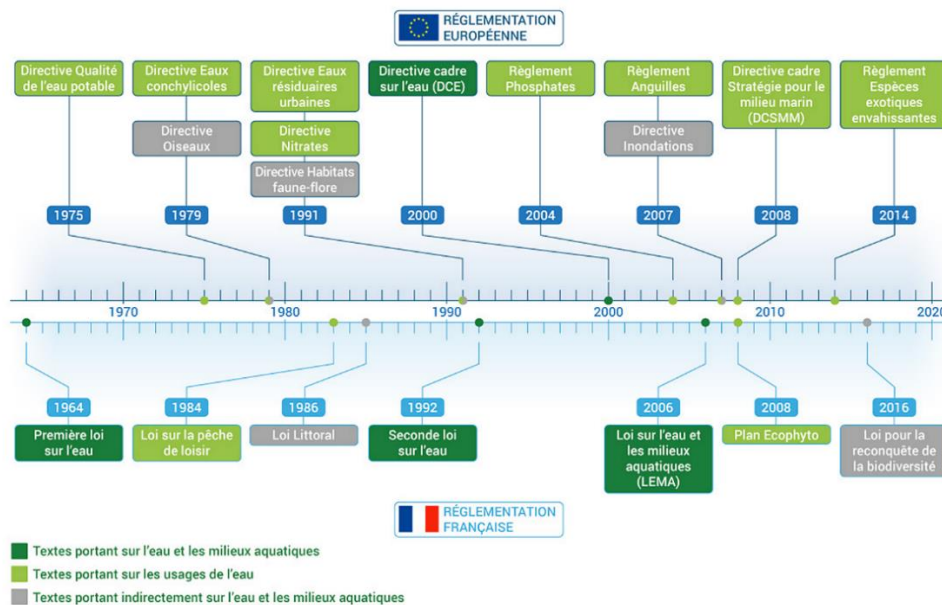 RÉGLEMENTATION
EUROPÉENNE
Directive Qualité
de l'eau potable
Directive Eaux
conchylicoles
Directive Eaux
résiduaires
urbaines
Directive cadre
sur l'eau (DCE)
Règlement
Phosphates
Règlement
Anguilles
Directive cadre
Stratégie pour le
milieu marin
(DCSMM)
Règlement
Espèces
exotiques
envahissantes
Directive
Oiseaux
Directive
Nitrates
Directive
Inondations
Directive Habitats
faune-flore
1975
1979
1991
2000
2004
2007
2008
2014
1970
1980
1990
2000
2010
2020
1964
1984
1986
1992
2006
2008
2016
Première loi
sur l'eau
Loi sur la pêche
de loisir
Loi Littoral
Seconde loi
sur l'eau
Loi sur l'eau et
les milieux
aquatiques
(LEMA)
Plan Ecophyto
Loi pour la
reconquête de
la biodiversité
RÉGLEMENTATION
FRANÇAISE
Textes portant sur l'eau et les milieux aquatiques
Textes portant sur les usages de l'eau
Textes portant indirectement sur l'eau et les milieux aquatiques